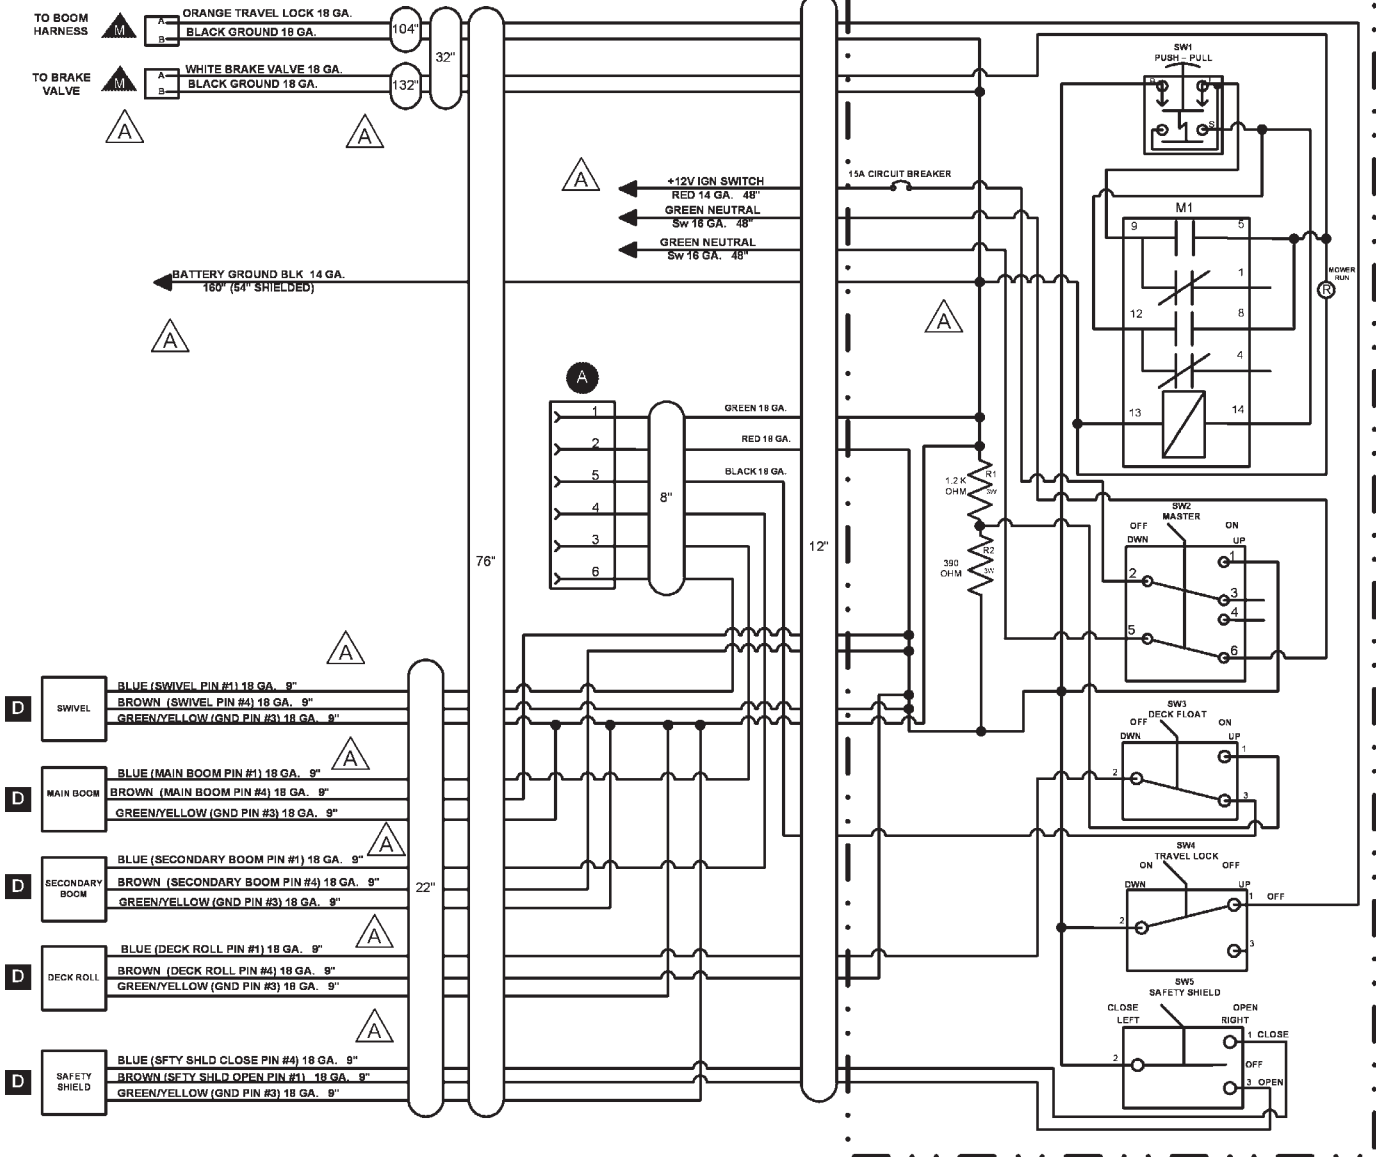 TO BOOM
HARNESS
M
A
B
ORANGE TRAVEL LOCK 18 GA.
BLACK GROUND 18 GA.
104"
32"
TO BRAKE
VALVE
M
A
B
WHITE BRAKE VALVE 18 GA.
BLACK GROUND 18 GA.
132"
A
A
A
+12V IGN SWITCH
RED 14 GA. 48"
GREEN NEUTRAL
Sw 16 GA. 48"
GREEN NEUTRAL
Sw 16 GA. 48"
15A CIRCUIT BREAKER
BATTERY GROUND BLK 14 GA.
160" (54" SHIELDED)
A
A
SW1
PUSH - PULL
S
M1
9
5
1
12
8
4
13
14
MOWER
RUN
R
A
1
2
5
4
3
6
8"
GREEN 18 GA.
RED 18 GA.
BLACK 18 GA.
76"
12"
1.2 K
OHM
R1
3W
390
OHM
R2
3W
SW2
MASTER
OFF
ON
DWN
UP
1
2
3
4
5
6
A
D
SWIVEL
BLUE (SWIVEL PIN #1) 18 GA. 9"
BROWN (SWIVEL PIN #4) 18 GA. 9"
GREEN/YELLOW (GND PIN #3) 18 GA. 9"
SW3
DECK FLOAT
OFF
ON
DWN
UP
1
2
3
A
D
MAIN BOOM
BLUE (MAIN BOOM PIN #1) 18 GA. 9"
BROWN (MAIN BOOM PIN #4) 18 GA. 9"
GREEN/YELLOW (GND PIN #3) 18 GA. 9"
A
D
SECONDARY
BOOM
BLUE (SECONDARY BOOM PIN #1) 18 GA. 9"
BROWN (SECONDARY BOOM PIN #4) 18 GA. 9"
GREEN/YELLOW (GND PIN #3) 18 GA. 9"
22"
SW4
TRAVEL LOCK
ON
OFF
DWN
UP
1
OFF
2
3
A
D
DECK ROLL
BLUE (DECK ROLL PIN #1) 18 GA. 9"
BROWN (DECK ROLL PIN #4) 18 GA. 9"
GREEN/YELLOW (GND PIN #3) 18 GA. 9"
SW5
SAFETY SHIELD
CLOSE
OPEN
LEFT
RIGHT
1 CLOSE
2
OFF
3 OPEN
A
D
SAFETY
SHIELD
BLUE (SFTY SHLD CLOSE PIN #4) 18 GA. 9"
BROWN (SFTY SHLD OPEN PIN #1) 18 GA. 9"
GREEN/YELLOW (GND PIN #3) 18 GA. 9"